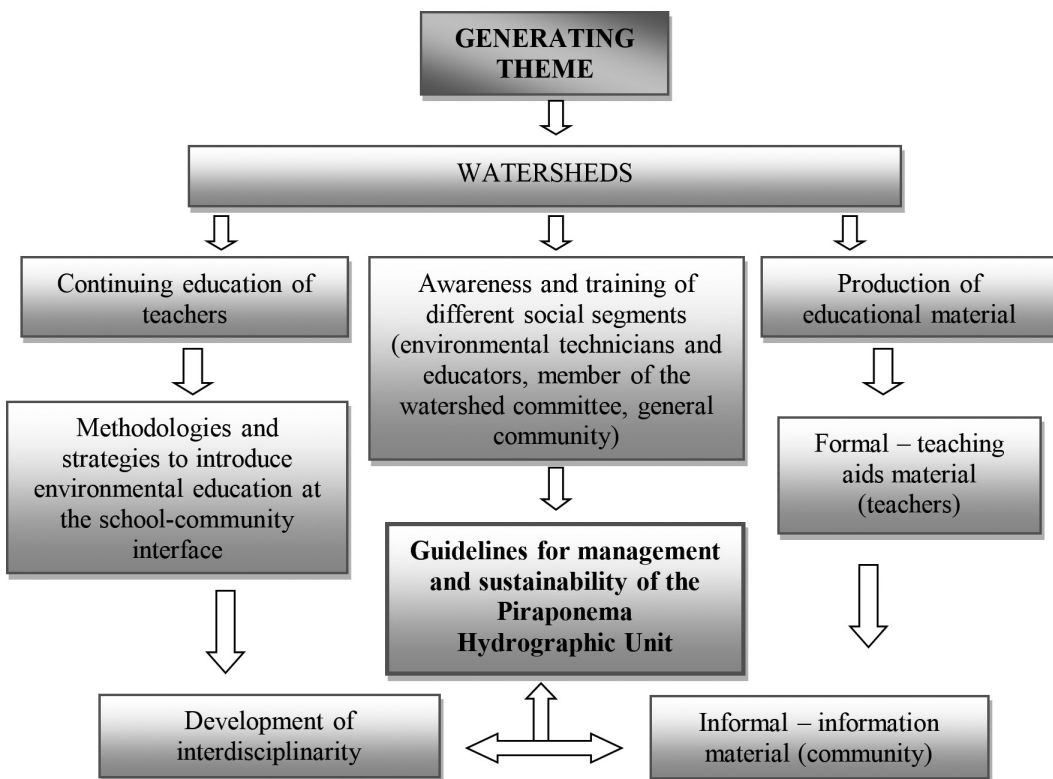 GENERATING
THEME
WATERSHEDS
Continuing education of
teachers
Awareness and training of
different social segments
(environmental technicians and
educators, member of the
watershed committee, general
community)
Production of
educational material
Methodologies and
strategies to introduce
environmental education at
the school-community
interface
Formal – teaching
aids material
(teachers)
Guidelines for management
and sustainability of the
Piraponema
Hydrographic Unit
Development of
interdisciplinarity
Informal – information
material (community)